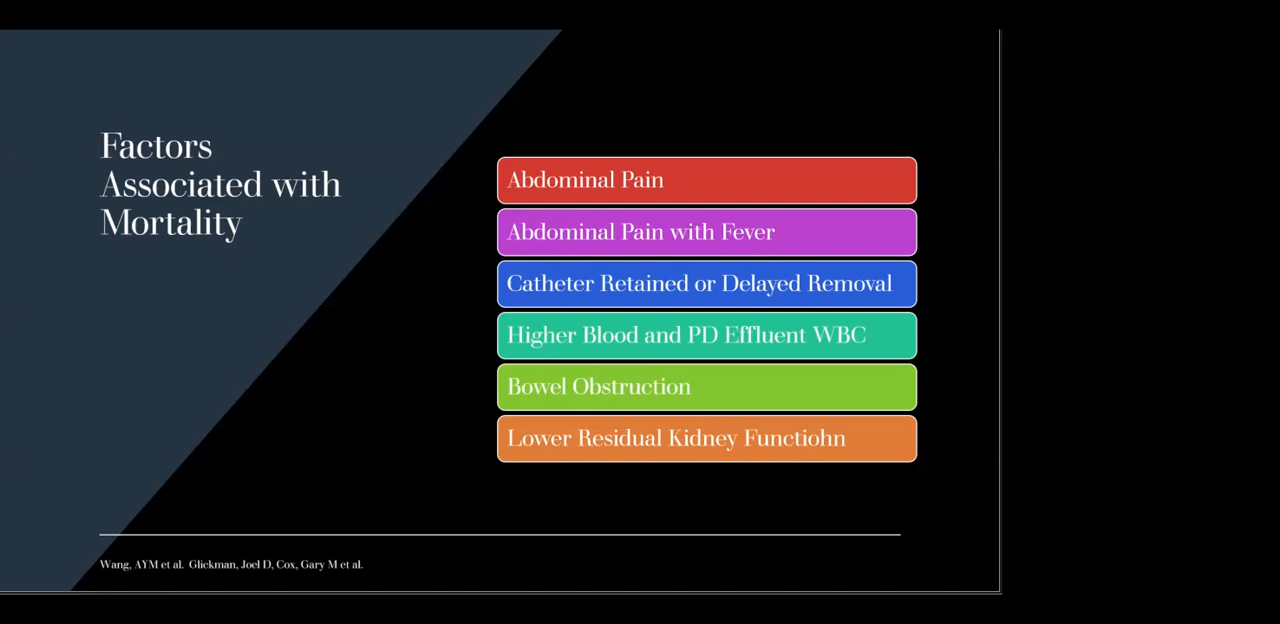 Factors
Associated with
Mortality
Abdominal Pain
Abdominal Pain with Fever
Catheter Retained or Delayed Removal
Higher Blood and PD Effluent WBC
Bowel Obstruction
Lower Residual Kidney Functiohn
Wang, AYM et al.  Glickman, Joel D, Cox, Gary M et al.